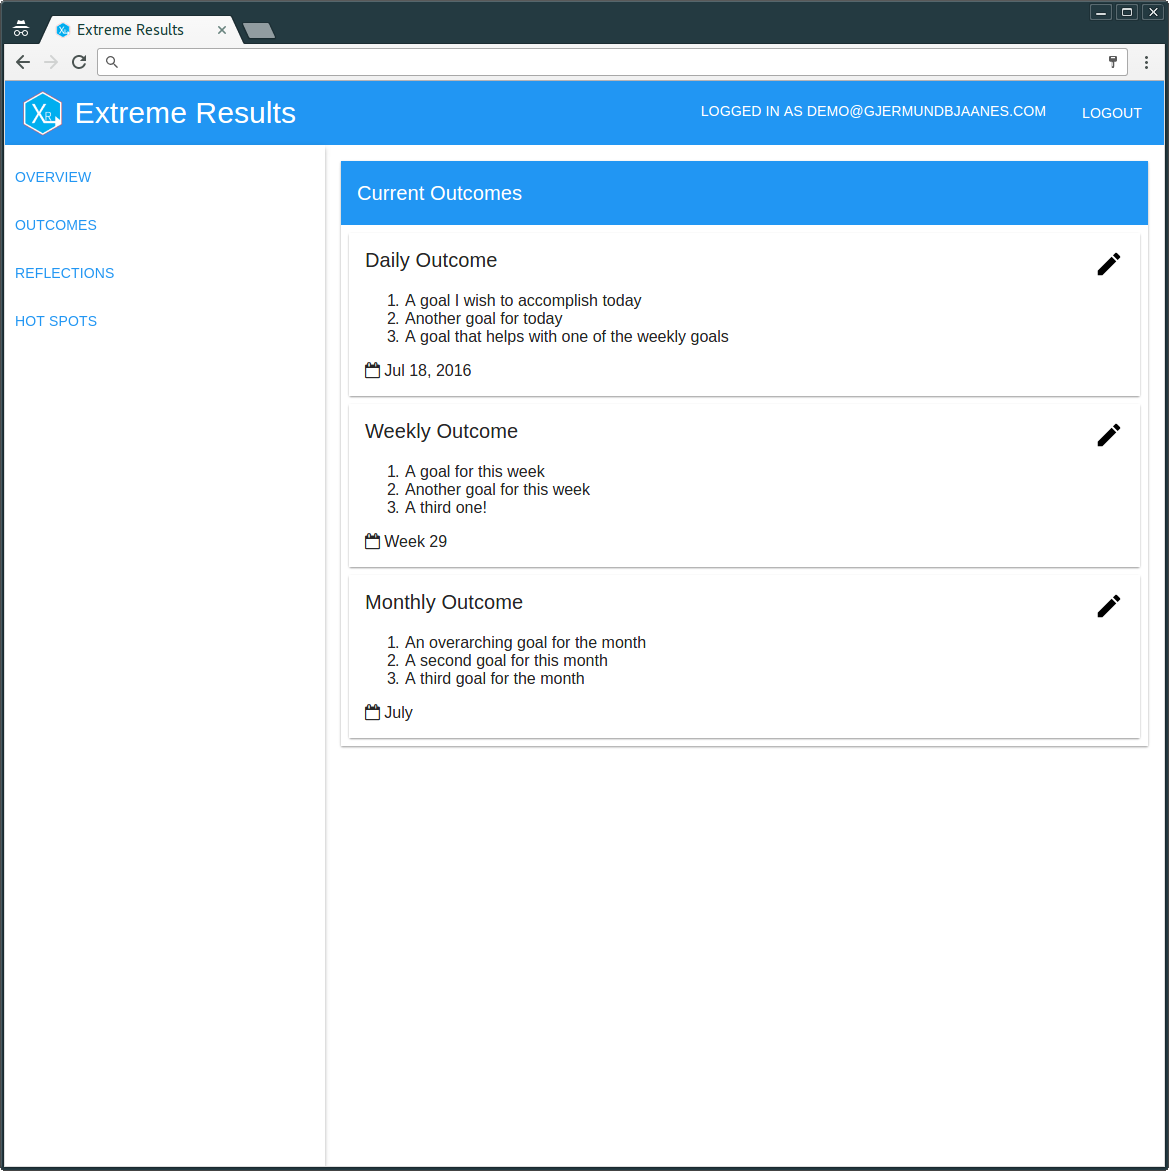 Extreme Results
XR Extreme Results
LOGGED IN AS DEMO@GJERMUNDBJAANES.COM
LOGOUT
OVERVIEW
OUTCOMES
REFLECTIONS
HOT SPOTS
Current Outcomes
Daily Outcome
1. A goal I wish to accomplish today
2. Another goal for today
3. A goal that helps with one of the weekly goals
Jul 18, 2016
Weekly Outcome
1. A goal for this week
2. Another goal for this week
3. A third one!
Week 29
Monthly Outcome
1. An overarching goal for the month
2. A second goal for this month
3. A third goal for the month
July